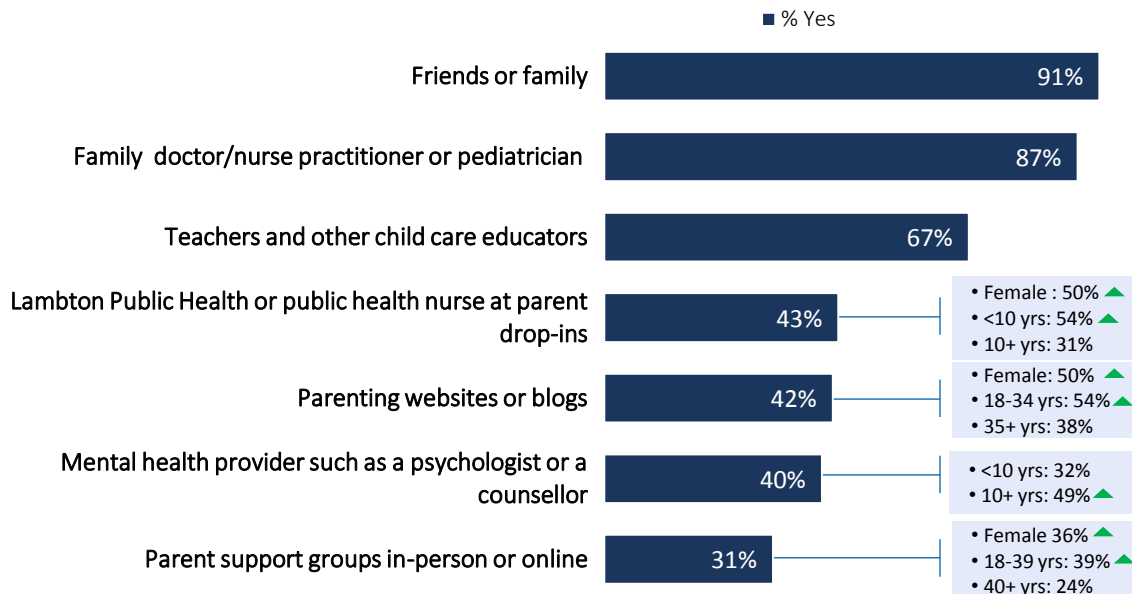 % Yes
Friends or family
91%
Family doctor/nurse practitioner or pediatrician
87%
Teachers and other child care educators
67%
Lambton Public Health or public health nurse at parent
drop-ins
43%
• Female : 50%
• <10 yrs: 54%
• 10+ yrs: 31%
Parenting websites or blogs
42%
• Female: 50%
• 18-34 yrs: 54%
• 35+ yrs: 38%
Mental health provider such as a psychologist or a
counsellor
40%
• <10 yrs: 32%
• 10+ yrs: 49%
Parent support groups in-person or online
31%
• Female 36%
• 18-39 yrs: 39%
• 40+ yrs: 24%